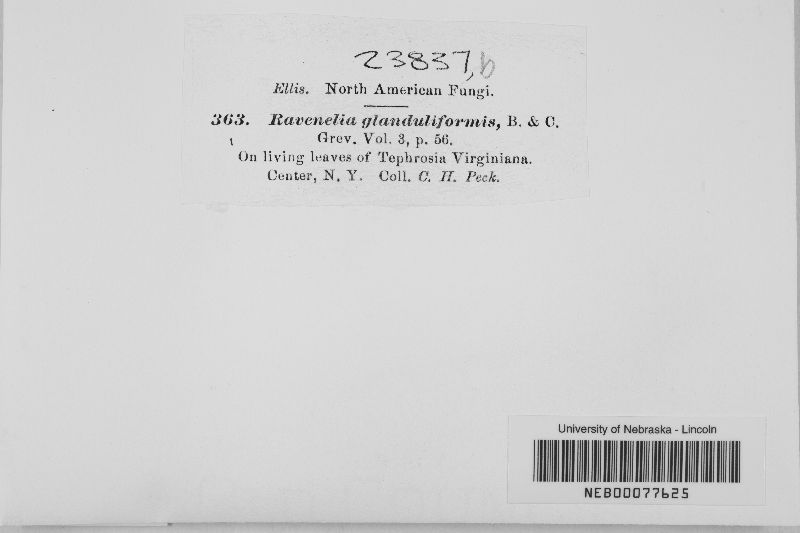 23837,b
Ellis. North American Fungi.
363. Ravenelia glanduliformis, B. & C.
Grev. Vol. 3, p. 56.
On living leaves of Tephrosia Virginiana.
Center, N. Y. Coll. C. H. Peck.
University of Nebraska - Lincoln
NEB00077625